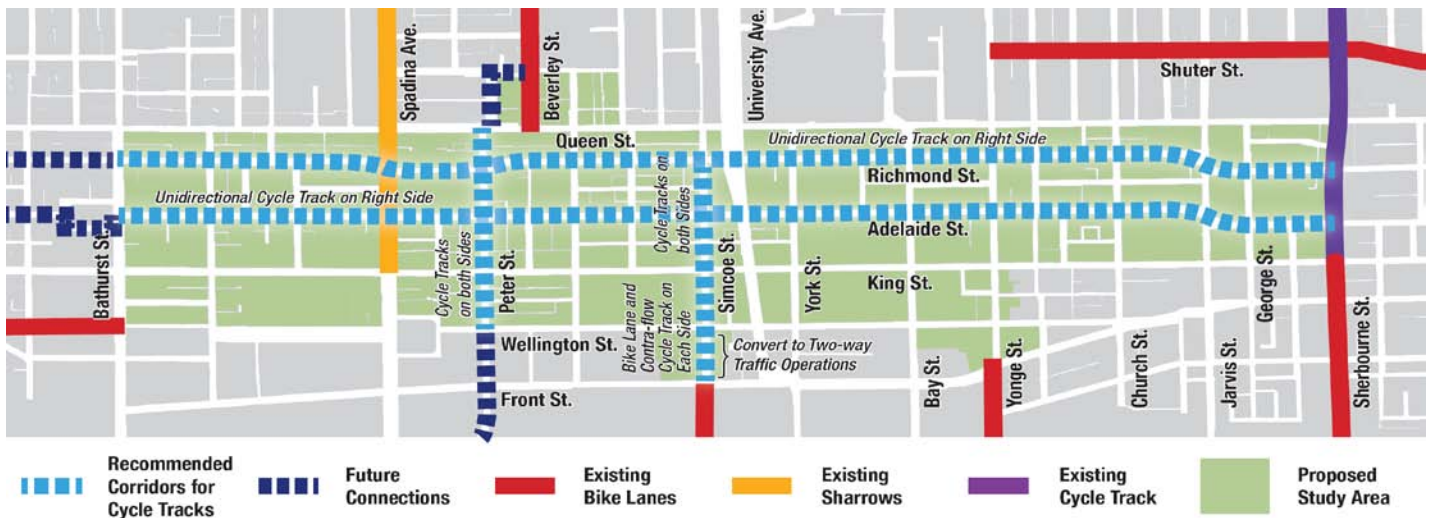 Spadina Ave.
Beverley St.
University Ave.
Shuter St.
Queen St.
Unidirectional Cycle Track on Right Side
Richmond St.
Unidirectional Cycle Track on Right Side
Adelaide St.
Bathurst St.
Cycle Tracks
on both Sides
Peter St.
Cycle Tracks on
both Sides
Simcoe St.
York St.
King St.
George St.
Wellington St.
Bike Lane and
Contra-flow
Cycle Track on
Each Side
Convert to Two-way
Traffic Operations
Front St.
Bay St.
Yonge St.
Church St.
Jarvis St.
Sherbourne St.
Recommended
Corridors for
Cycle Tracks
Future
Connections
Existing
Bike Lanes
Existing
Sharrows
Existing
Cycle Track
Proposed
Study Area